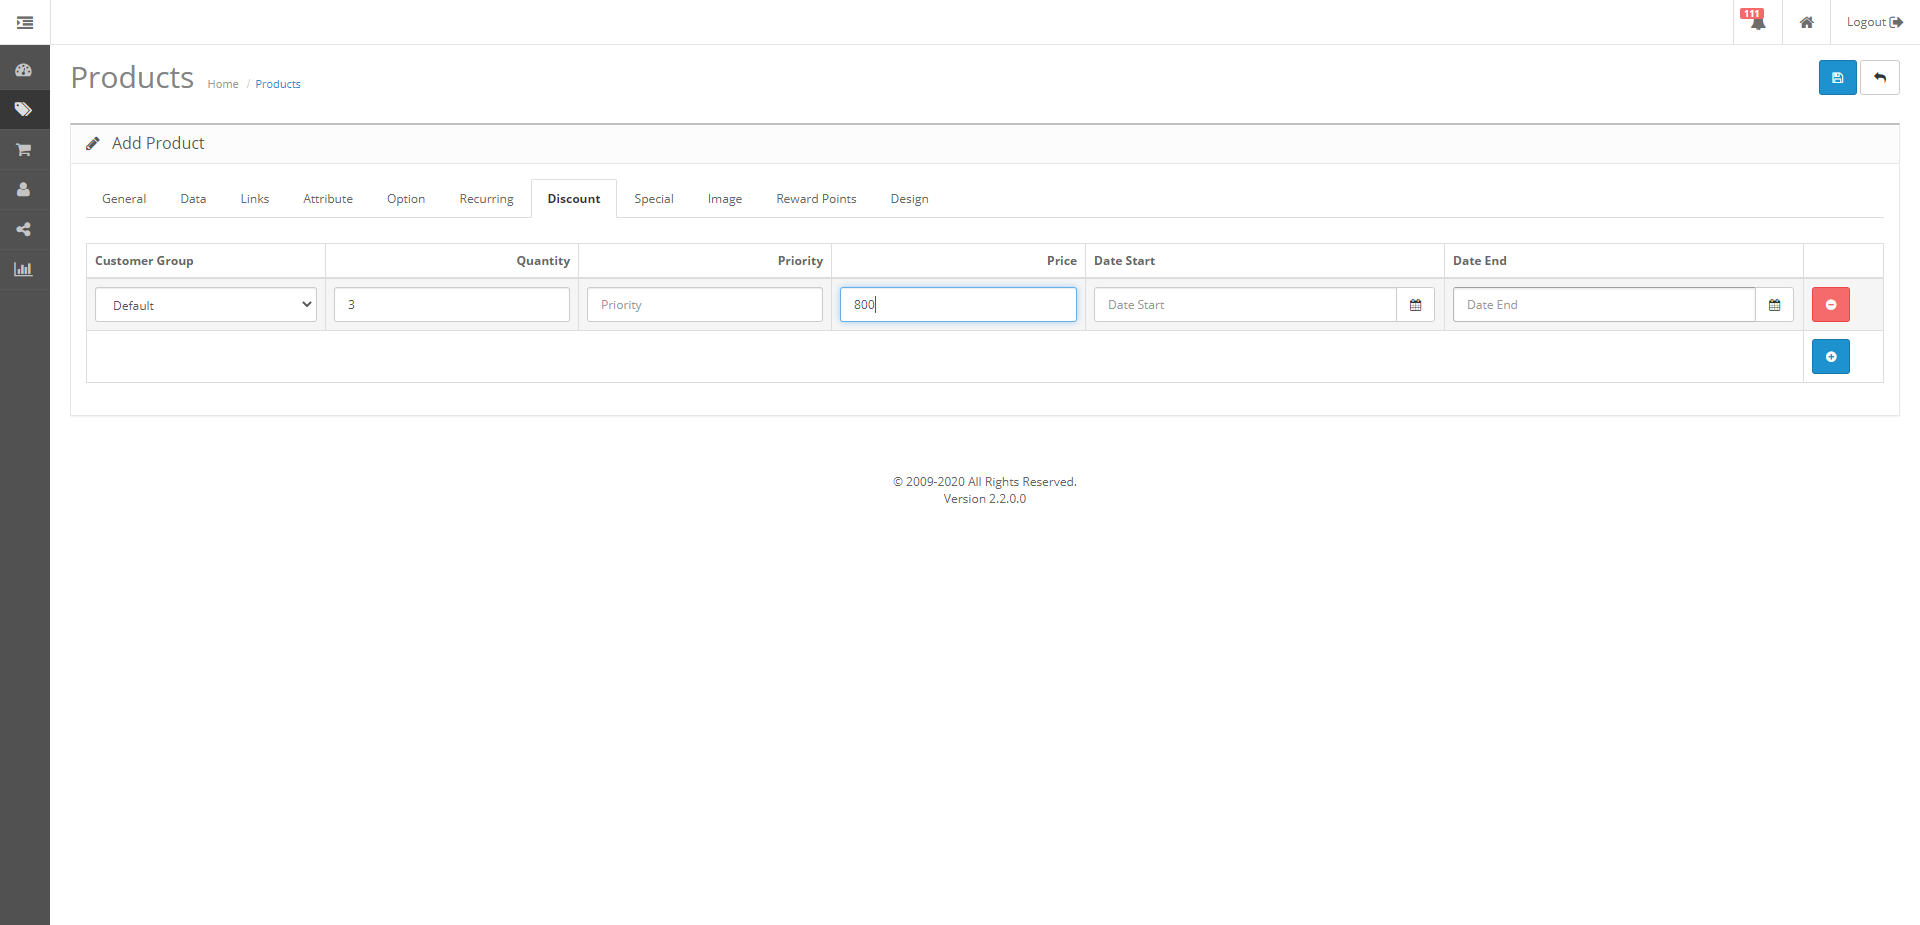 111
Logout
Products Home / Products
Add Product
General Data Links Attribute Option Recurring Discount Special Image Reward Points Design
Customer Group Quantity Priority Price Date Start Date End
Default 3 Priority 800 Date Start Date End
© 2009-2020 All Rights Reserved.
Version 2.2.0.0